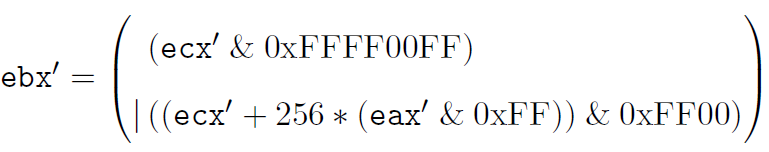 ebx′ = ( (ecx′ & 0xFFFF00FF)
| ((ecx′ + 256 ∗ (eax′ & 0xFF)) & 0xFF00) )